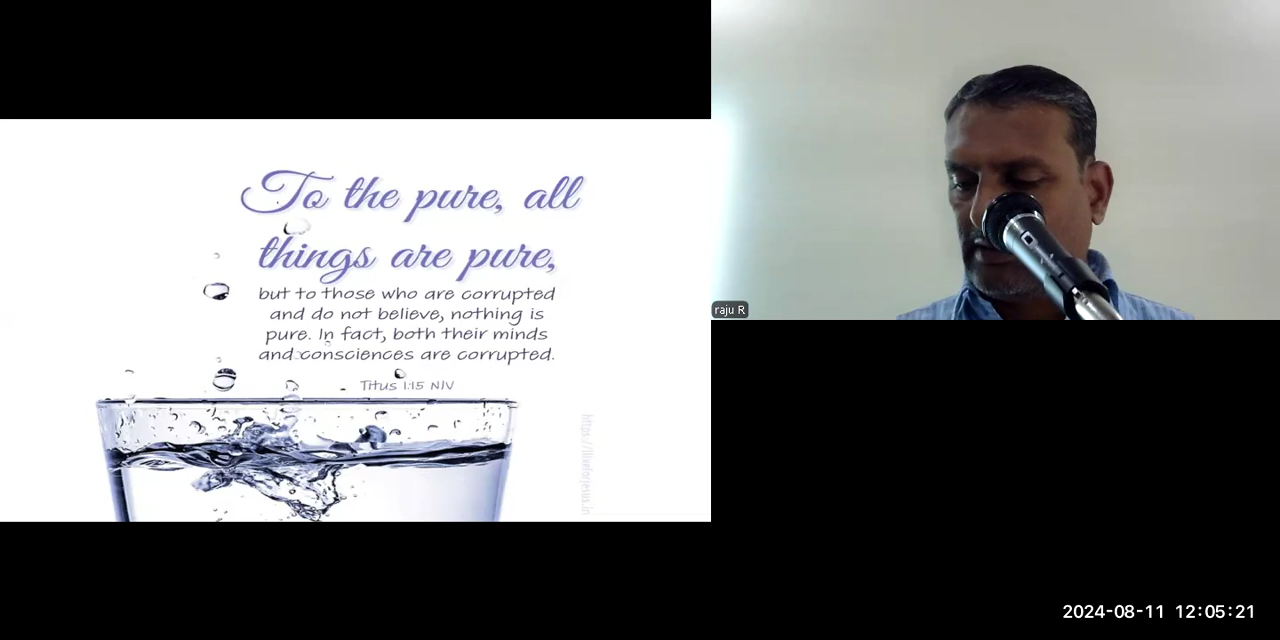 To the pure, all
things are pure,
but to those who are corrupted
and do not believe, nothing is
pure. In fact, both their minds
and consciences are corrupted.
Titus 1:15 NIV
raju R
2024-08-11 12:05:21